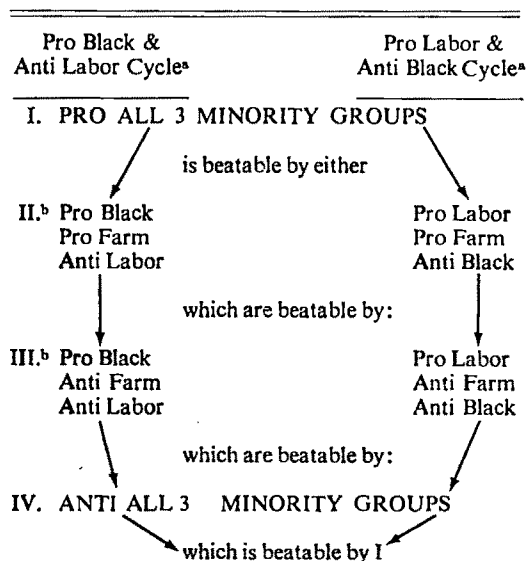 Pro Black & Pro Labor &
Anti Labor Cycleᵃ Anti Black Cycleᵃ
I. PRO ALL 3 MINORITY GROUPS
is beatable by either
II.ᵇ Pro Black Pro Labor
Pro Farm Pro Farm
Anti Labor Anti Black
which are beatable by:
III.ᵇ Pro Black Pro Labor
Anti Farm Anti Farm
Anti Labor Anti Black
which are beatable by:
IV. ANTI ALL 3 MINORITY GROUPS
which is beatable by I